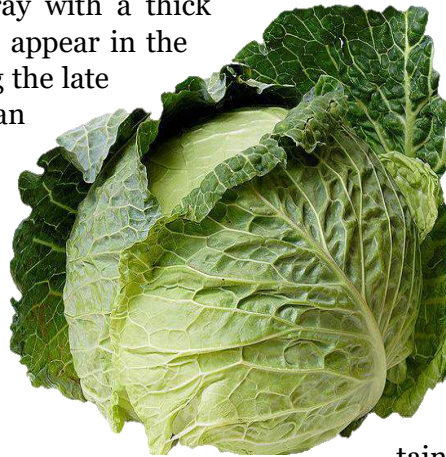 ray with a thick
appear in the
g the late
an
tain